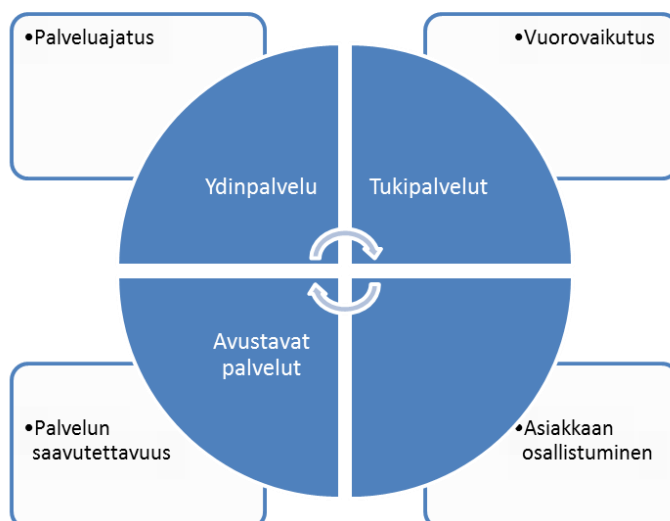 •Palveluajatus
•Vuorovaikutus
Ydinpalvelu
Tukipalvelut
Avustavat
palvelut
•Palvelun
saavutettavuus
•Asiakkaan
osallistuminen